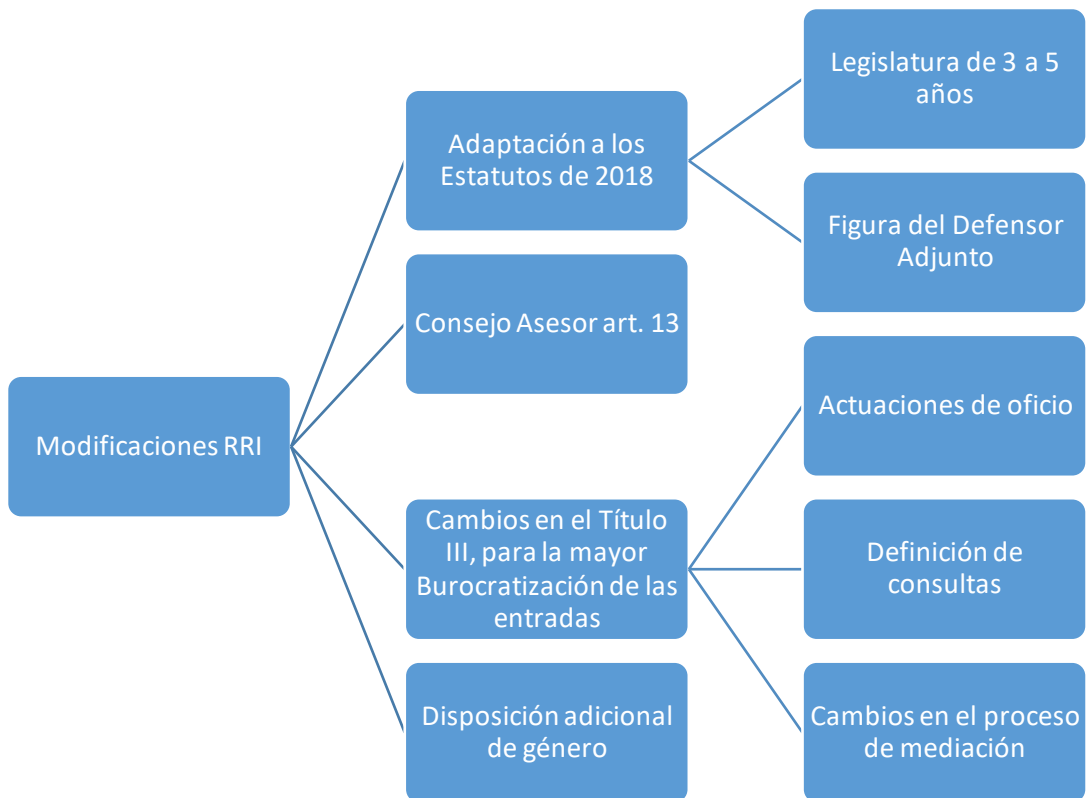 Modificaciones RRI
Adaptación a los
Estatutos de 2018
Legislatura de 3 a 5
años
Figura del Defensor
Adjunto
Consejo Asesor art. 13
Cambios en el Título
III, para la mayor
Burocratización de las
entradas
Actuaciones de oficio
Definición de
consultas
Cambios en el proceso
de mediación
Disposición adicional
de género